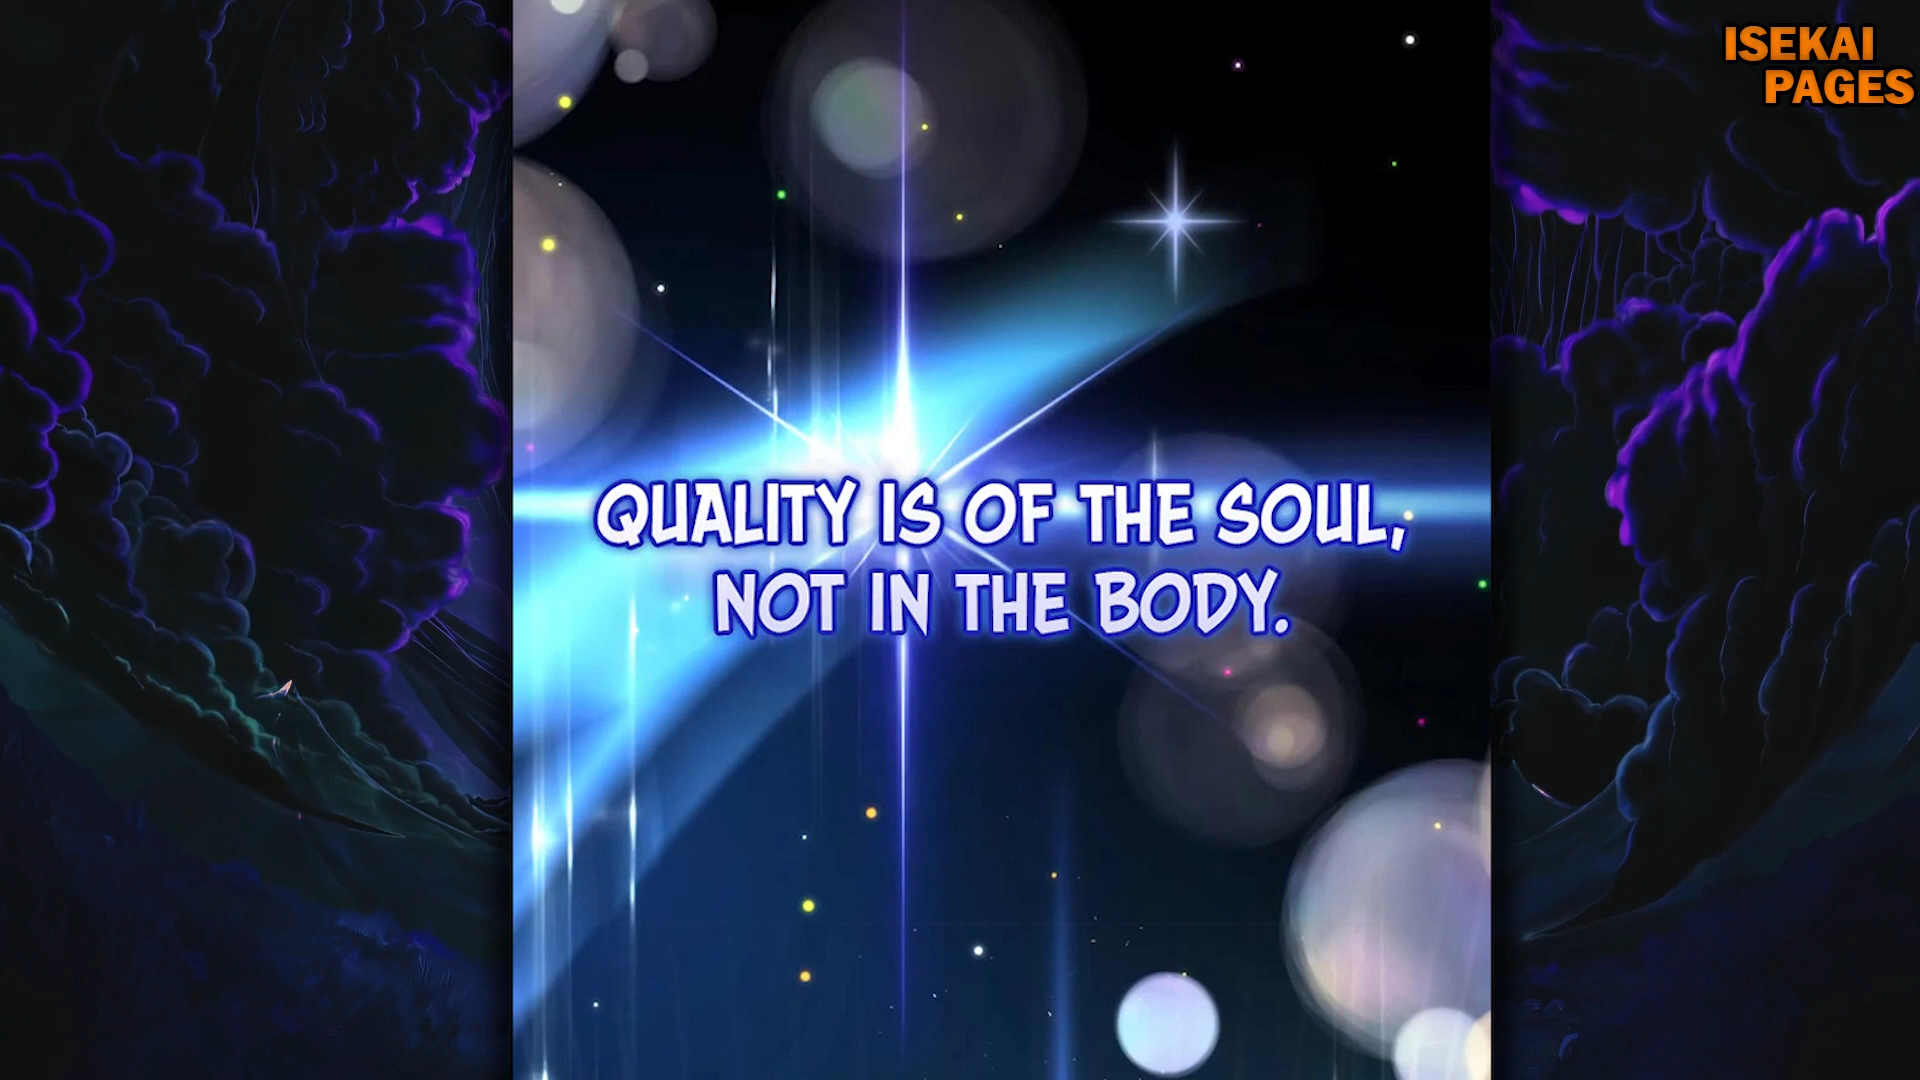 ISEKAI
PAGES
QUALITY IS OF THE SOUL,
NOT IN THE BODY.